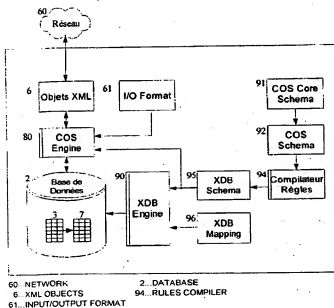 60
Réseau
6
Objets XML
61
I/O Format
91
COS Core
Schema
80
COS
Engine
92
COS
Schema
2
Base de
Données
90
XDB
Engine
95
XDB
Schema
94
Compilateur
Règles
3
7
96
XDB
Mapping
60...NETWORK
2...DATABASE
6...XML OBJECTS
94...RULES COMPILER
61...INPUT/OUTPUT FORMAT